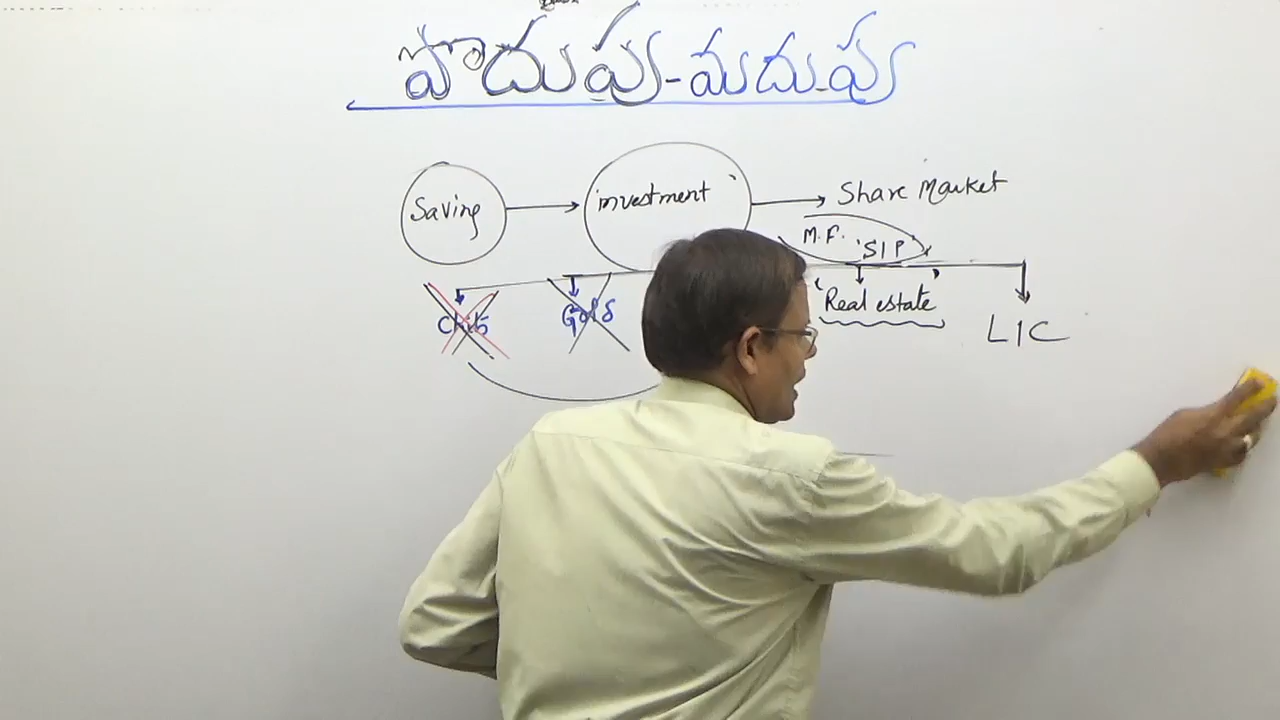 పొదుపు-మదుపు
Saving investment Share Market
M.F. 'SIP'
Chits Gold "Real estate" LIC